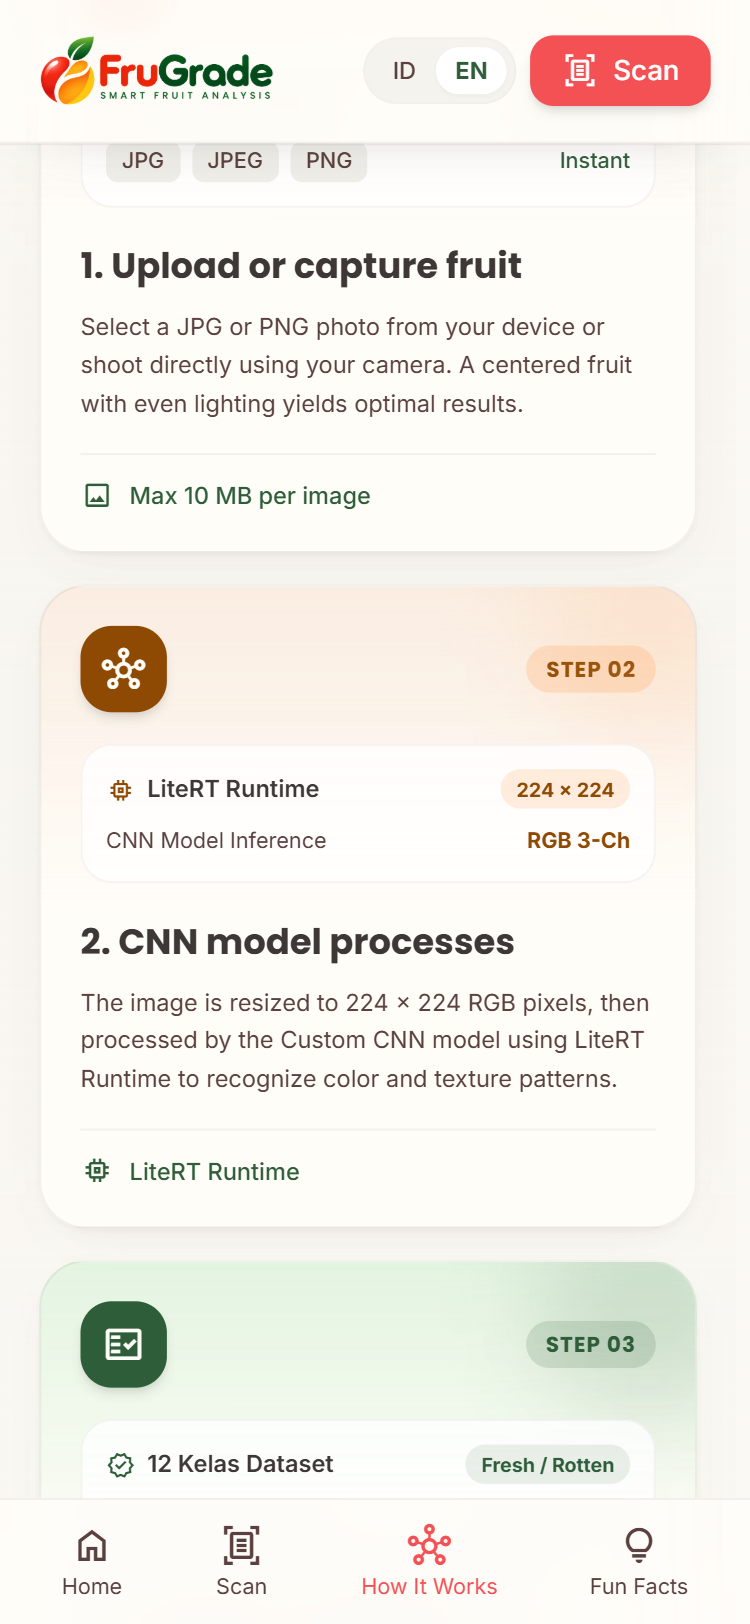 FruGrade
SMART FRUIT ANALYSIS
ID
EN
Scan
JPG
JPEG
PNG
Instant
1. Upload or capture fruit
Select a JPG or PNG photo from your device or
shoot directly using your camera. A centered fruit
with even lighting yields optimal results.
Max 10 MB per image
STEP 02
LiteRT Runtime
224 × 224
CNN Model Inference
RGB 3-Ch
2. CNN model processes
The image is resized to 224 × 224 RGB pixels, then
processed by the Custom CNN model using LiteRT
Runtime to recognize color and texture patterns.
LiteRT Runtime
STEP 03
12 Kelas Dataset
Fresh / Rotten
Home
Scan
How It Works
Fun Facts